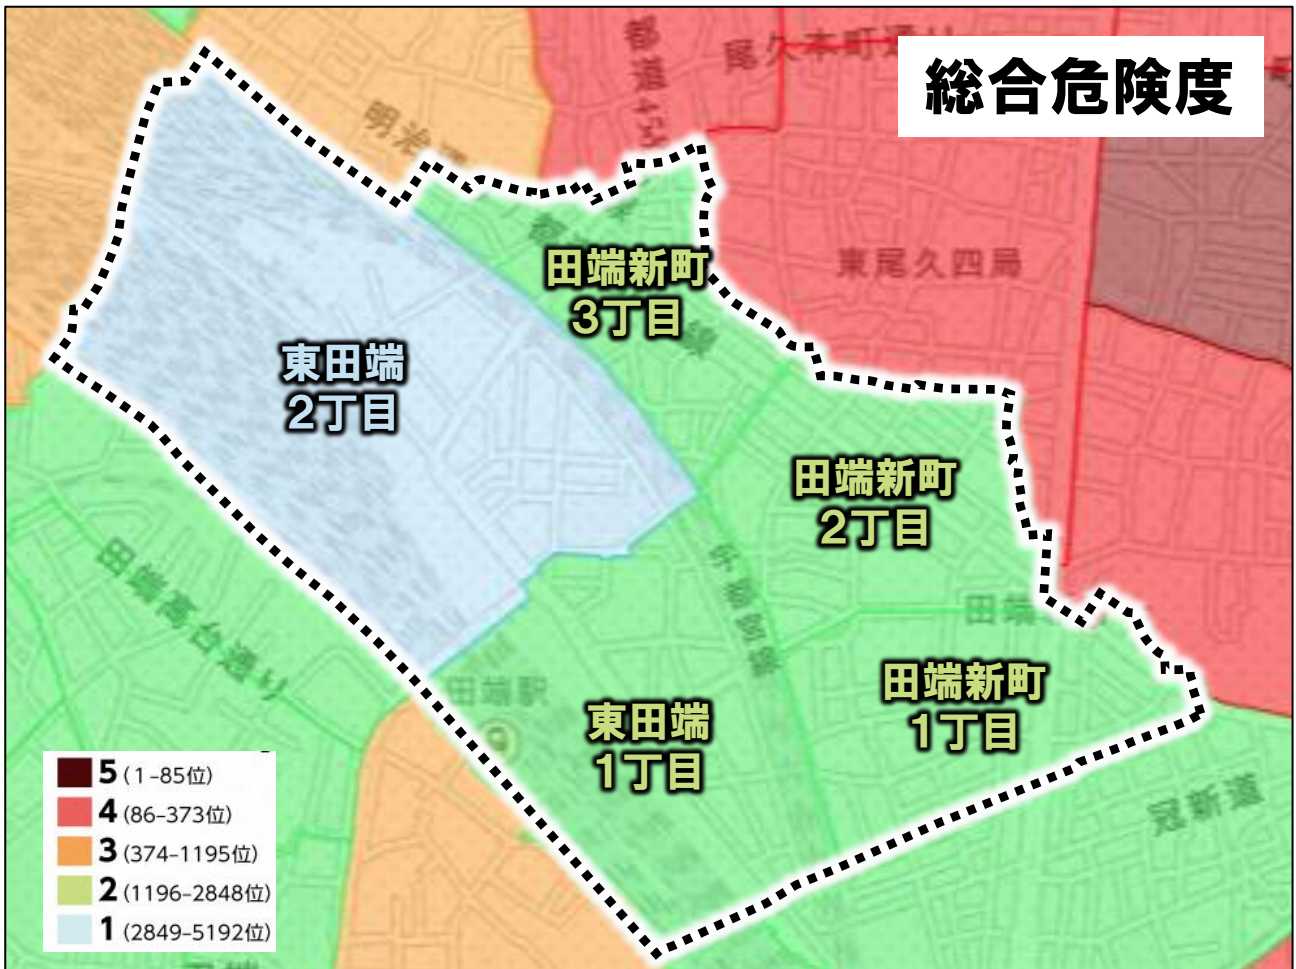 総合危険度
尾久本町通り
明治通
東尾久四局
田端新町
3丁目
東田端
2丁目
田端新町
2丁目
田端高台通り
田端
田端新町
1丁目
田端駅
東田端
1丁目
冠新道
5 (1-85位)
4 (86-373位)
3 (374-1195位)
2 (1196-2848位)
1 (2849-5192位)